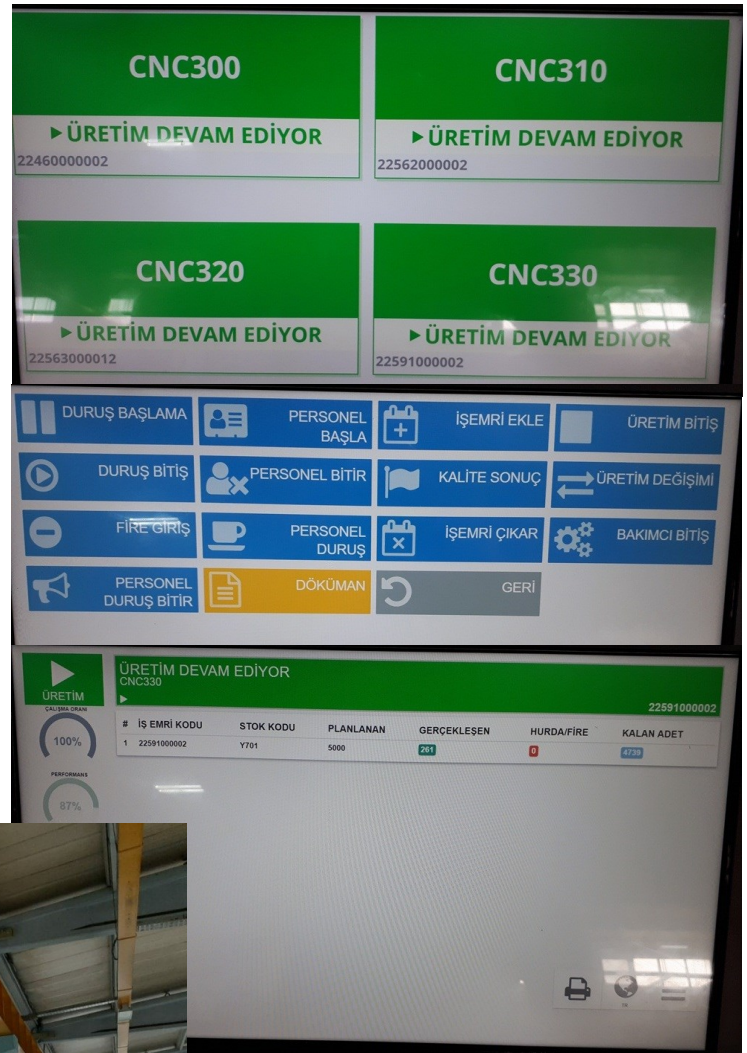 CNC300
ÜRETİM DEVAM EDİYOR
22460000002
CNC310
ÜRETİM DEVAM EDİYOR
22562000002
CNC320
ÜRETİM DEVAM EDİYOR
22563000012
CNC330
ÜRETİM DEVAM EDİYOR
22591000002
DURUŞ BAŞLAMA
PERSONEL
BAŞLA
İŞEMRİ EKLE
ÜRETİM BİTİŞ
DURUŞ BİTİŞ
PERSONEL BİTİR
KALİTE SONUÇ
ÜRETİM DEĞİŞİMİ
FİRE GİRİŞ
PERSONEL
DURUŞ
İŞEMRİ ÇIKAR
BAKIMCI BİTİŞ
PERSONEL
DURUŞ BİTİR
DÖKÜMAN
GERİ
ÜRETİM
ÜRETİM DEVAM EDİYOR
CNC330
22591000002
ÇALIŞMA ORANI
100%
PERFORMANS
87%
# İŞ EMRİ KODU STOK KODU PLANLANAN GERÇEKLEŞEN HURDA/FİRE KALAN ADET
1 22591000002 Y701 5000 261 0 4739